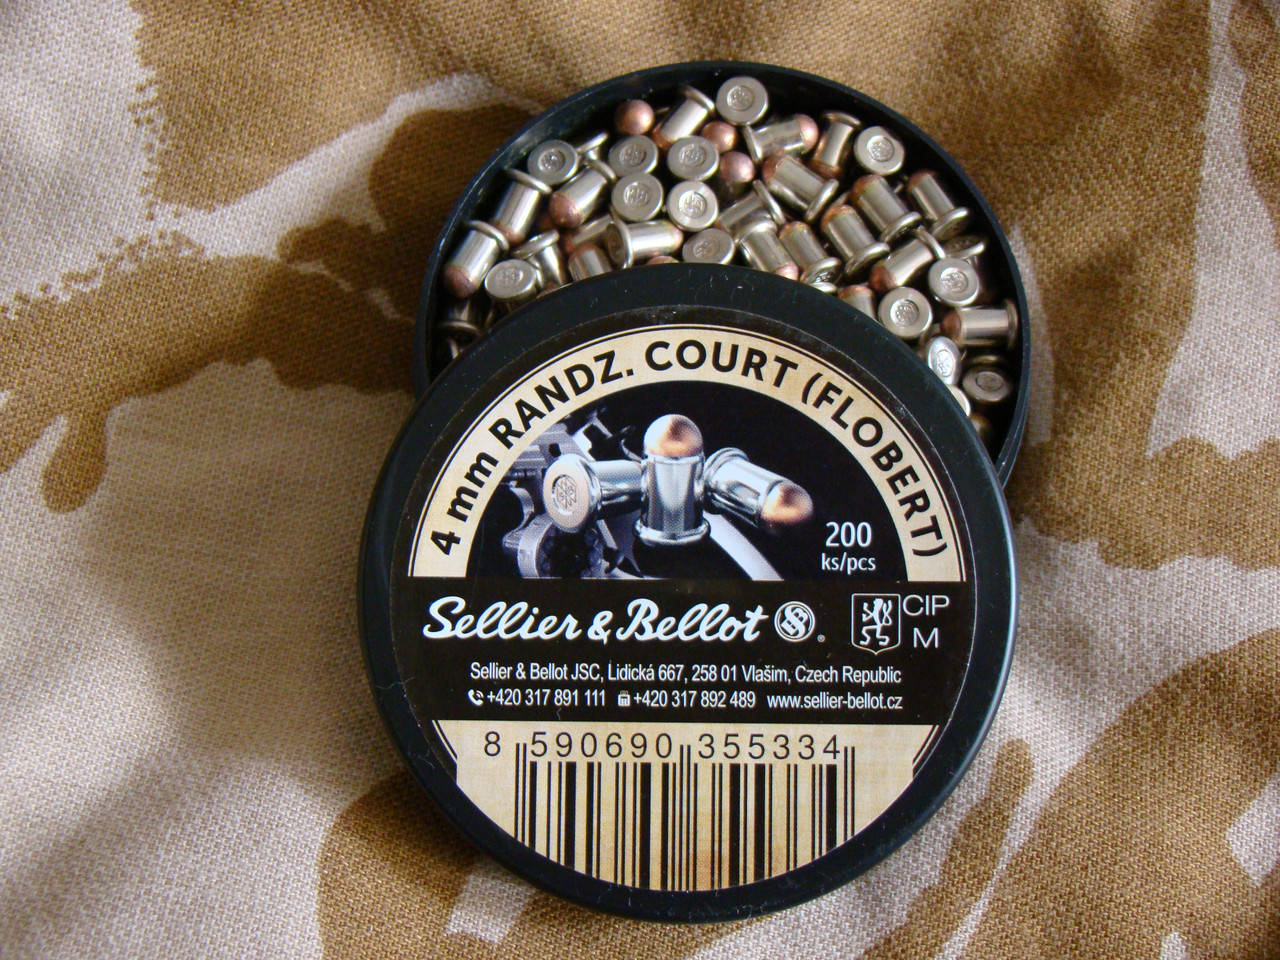 4 mm RANDZ. COURT (FLOBERT)
200
ks/pcs
Sellier & Bellot SB ®
CIP
M
Sellier & Bellot JSC, Lidická 667, 258 01 Vlašim, Czech Republic
+420 317 891 111 +420 317 892 489 www.sellier-bellot.cz
8 590690 355334